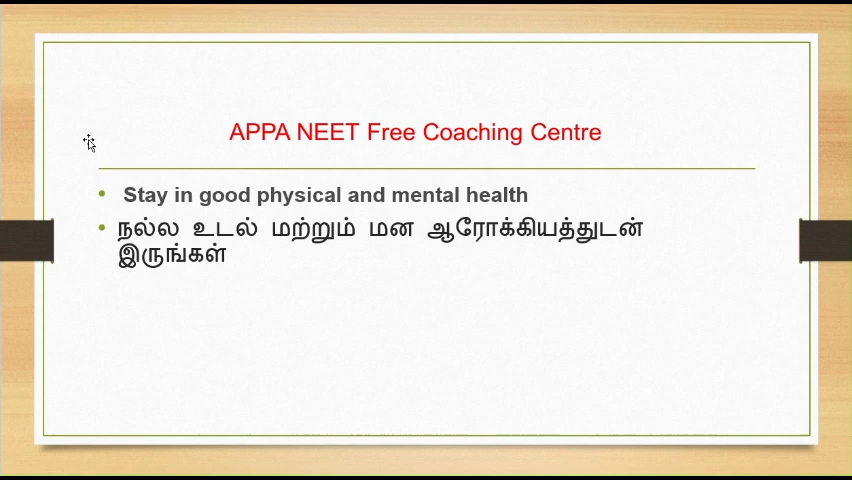 APPA NEET Free Coaching Centre
• Stay in good physical and mental health
• நல்ல உடல் மற்றும் மன ஆரோக்கியத்துடன்
இருங்கள்